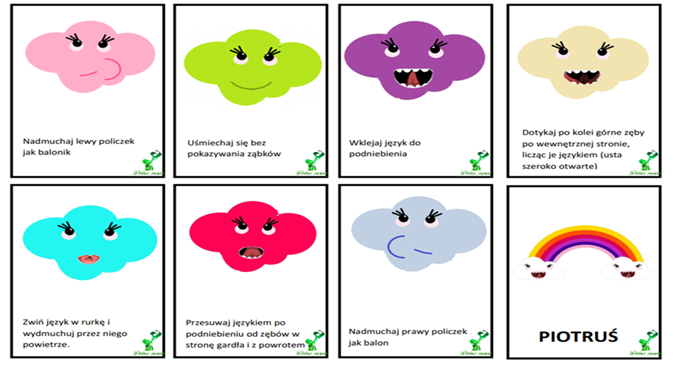 Nadmuchaj lewy policzek
jak balonik
Uśmiechaj się bez
pokazywania ząbków
Wklejaj język do
podniebienia
Dotykaj po kolei górne zęby
po wewnętrznej stronie,
licząc je językiem (usta
szeroko otwarte)
Zwiń język w rurkę i
wydmuchuj przez niego
powietrze.
Przesuwaj językiem po
podniebieniu od zębów w
stronę gardła i z powrotem
Nadmuchaj prawy policzek
jak balon
PIOTRUŚ